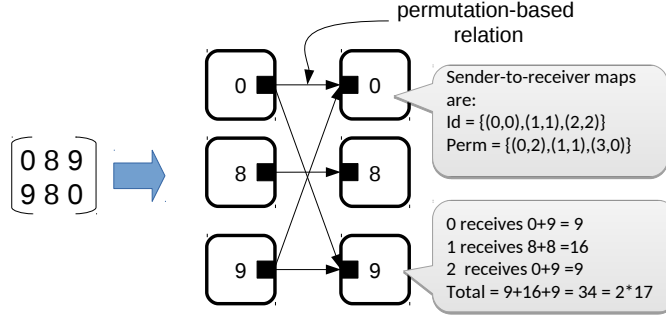 permutation-based
relation
0 8 9
9 8 0
0
0
8
8
9
9
Sender-to-receiver maps
are:
Id = {(0,0),(1,1),(2,2)}
Perm = {(0,2),(1,1),(3,0)}
0 receives 0+9 = 9
1 receives 8+8 =16
2 receives 0+9 =9
Total = 9+16+9 = 34 = 2*17